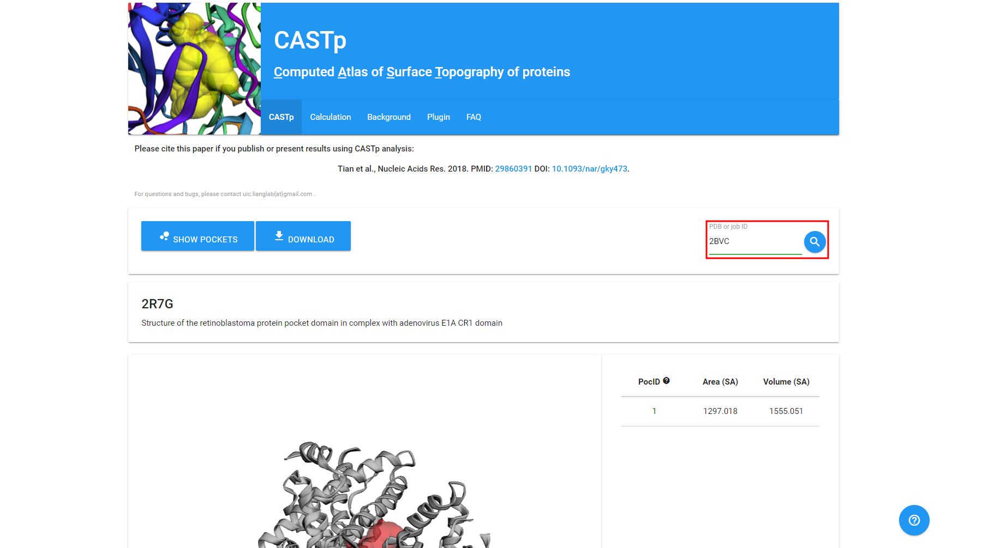 CASTp
Computed Atlas of Surface Topography of proteins
CASTp Calculation Background Plugin FAQ
Please cite this paper if you publish or present results using CASTp analysis:
Tian et al., Nucleic Acids Res. 2018. PMID: 29860391 DOI: 10.1093/nar/gky473.
For questions and bugs, please contact uic.lianglab{at}gmail.com .
SHOW POCKETS DOWNLOAD
PDB or job ID
2BVC
2R7G
Structure of the retinoblastoma protein pocket domain in complex with adenovirus E1A CR1 domain
PocID ? Area (SA) Volume (SA)
1 1297.018 1555.051
?